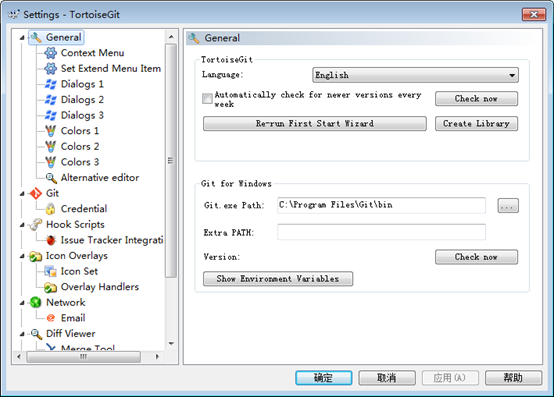 Settings - TortoiseGit
General
Context Menu
Set Extend Menu Item
Dialogs 1
Dialogs 2
Dialogs 3
Colors 1
Colors 2
Colors 3
Alternative editor
Git
Credential
Hook Scripts
Issue Tracker Integrati
Icon Overlays
Icon Set
Overlay Handlers
Network
Email
Diff Viewer
Merge Tool
General
TortoiseGit
Language:
English
Automatically check for newer versions every
week
Check now
Re-run First Start Wizard
Create Library
Git for Windows
Git.exe Path:
C:\Program Files\Git\bin
...
Extra PATH:
Version:
Check now
Show Environment Variables
确定
取消
应用(A)
帮助